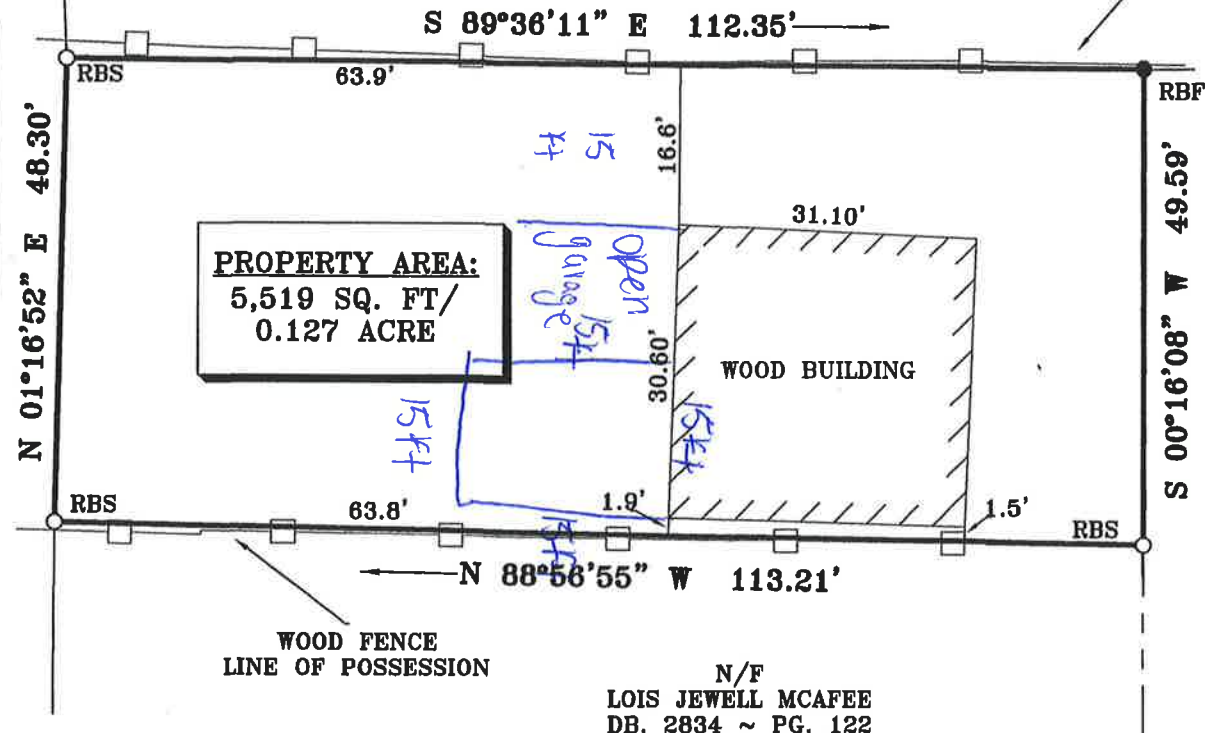 S 89°36'11" E 112.35'
RBS
63.9'
RBF
N 01°16'52" E 48.30'
15
ft
16.6'
31.10'
S 00°16'08" W 49.59'
PROPERTY AREA:
5,519 SQ. FT/
0.127 ACRE
Open
garage
15ft
30.60'
WOOD BUILDING
15ft
15ft
RBS
63.8'
1.9'
1.5'
RBS
15ft
N 88°56'55" W 113.21'
WOOD FENCE
LINE OF POSSESSION
N/F
LOIS JEWELL MCAFEE
DB. 2834 ~ PG. 122